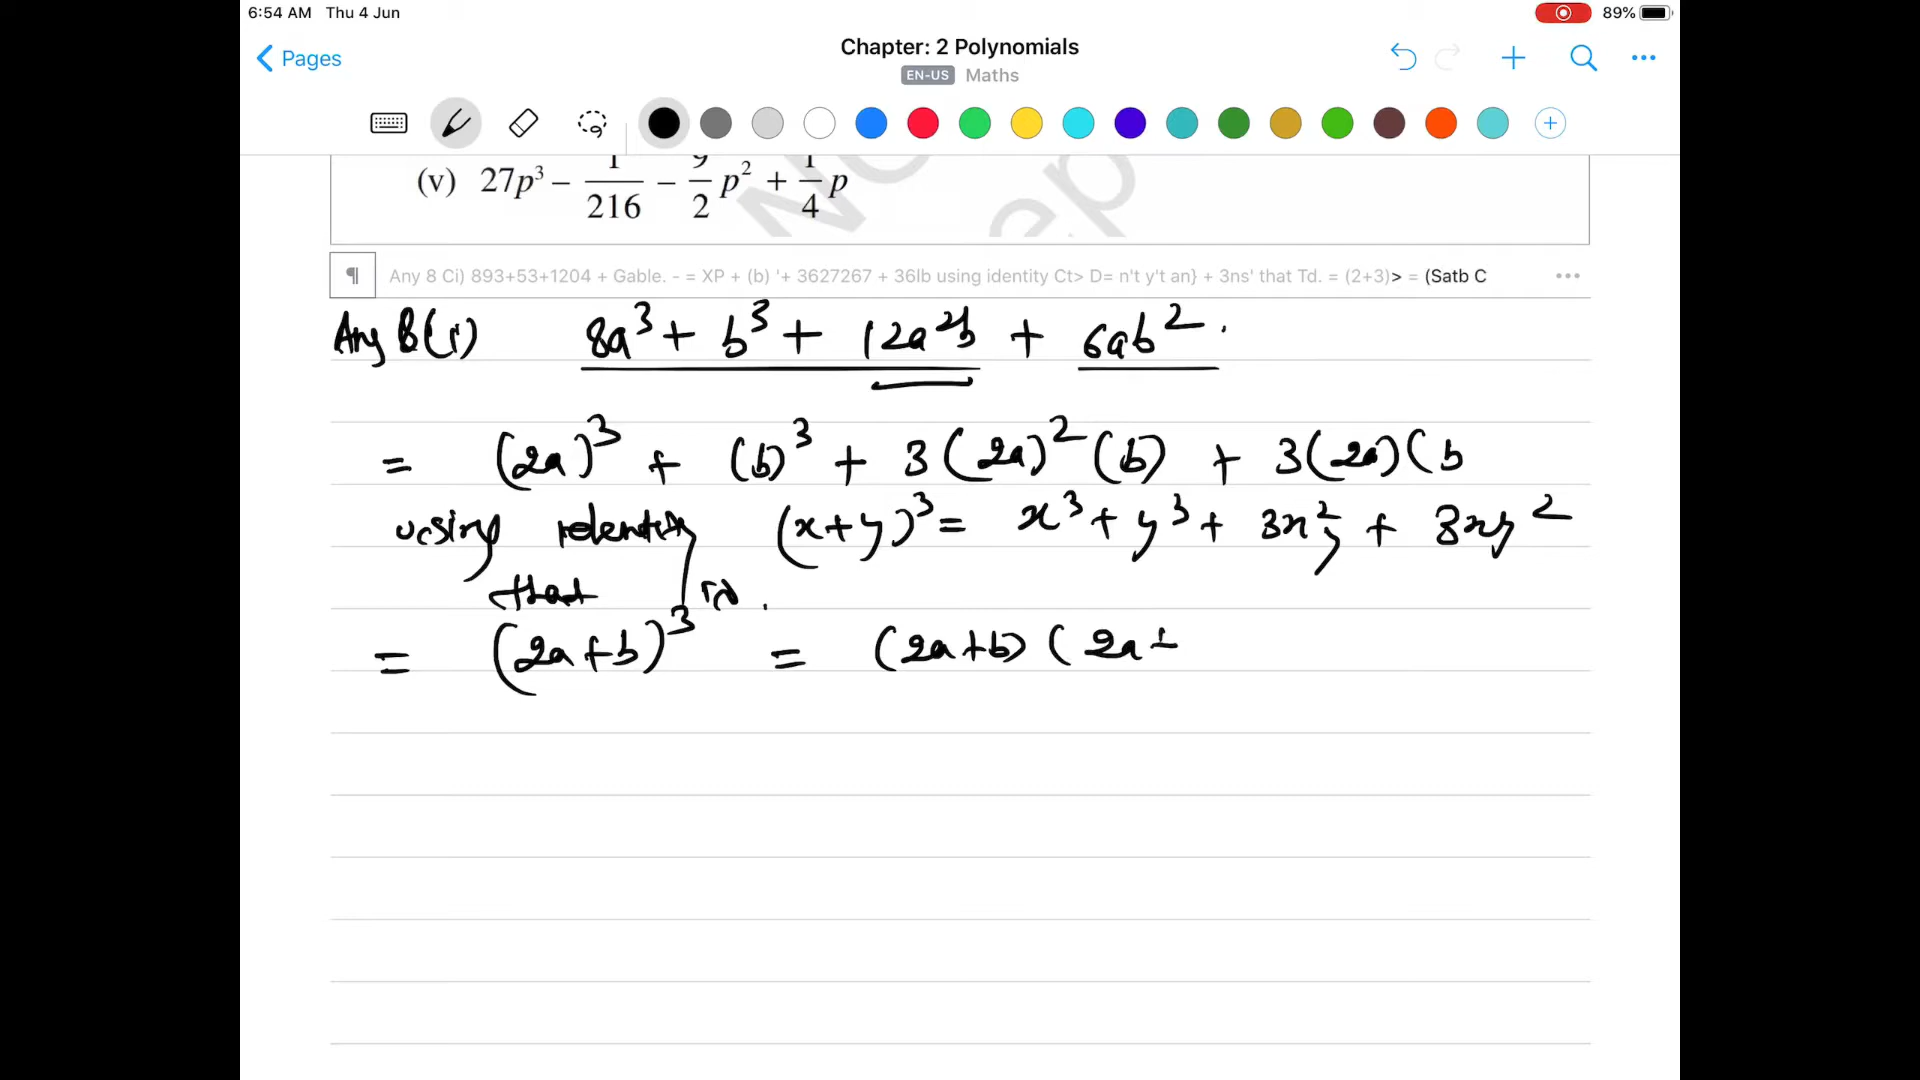 6:54 AM Thu 4 Jun 89%
Pages
Chapter: 2 Polynomials
EN-US Maths
(v) 27p³ – 1/216 – 9/2 p² + 1/4 p
Any 8 Ci) 893+53+1204 + Gable. - = XP + (b) '+ 3627267 + 36lb using identity Ct> D= n't y't an} + 3ns' that Td. = (2+3)> = (Satb C
Ans 8(i) 8a³ + b³ + 12a²b + 6ab².
= (2a)³ + (b)³ + 3(2a)²(b) + 3(2a)(b
using identity (x+y)³ = x³ + y³ + 3x²y + 3xy²
that is.
= (2a+b)³ = (2a+b) (2a+